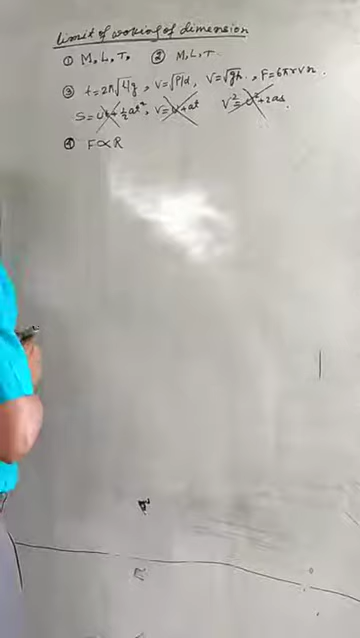 limit of working of dimension
① M, L, T, ② M, L, T.
③ t = 2π√L/g, v = √P/d, v = √gh, F = 6πrvη.
S = ut + ½at², v = u + at v² = u² + 2as.
④ F ∝ R